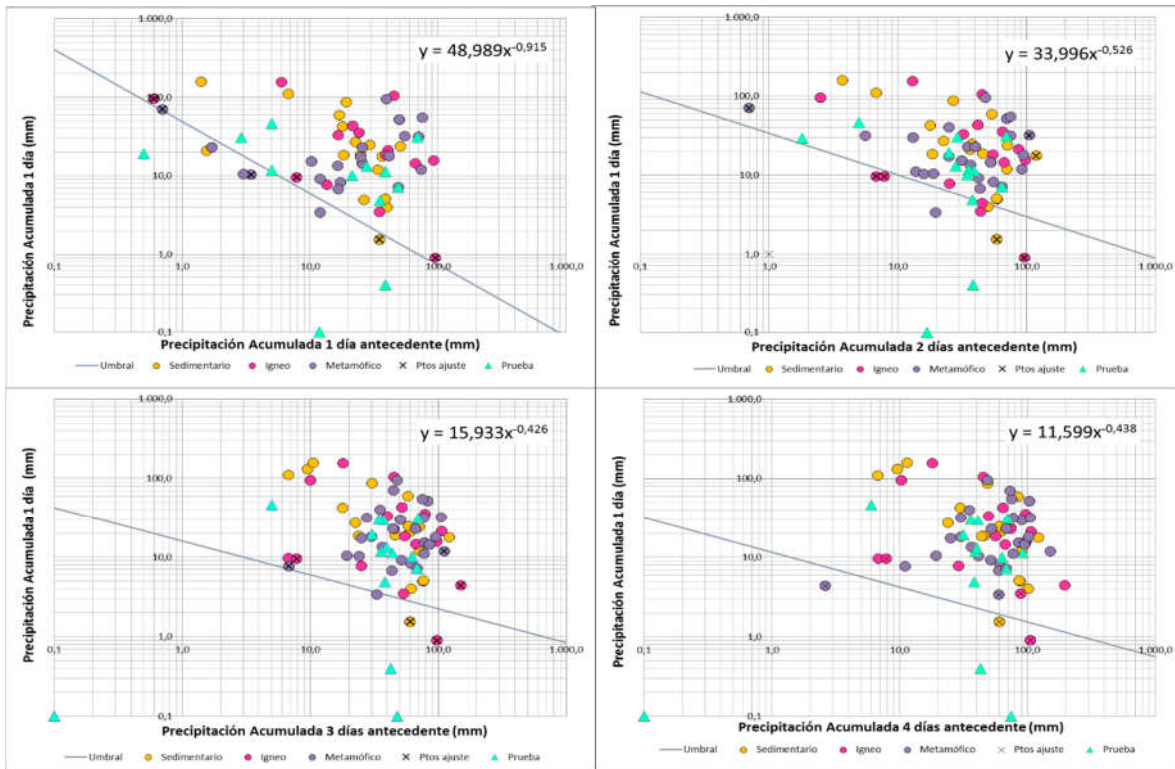 1.000,0
y = 48,989x-0,915
100,0
10,0
1,0
0,1
0,1 1,0 10,0 100,0 1.000,0
Precipitación Acumulada 1 día (mm)
Precipitación Acumulada 1 día antecedente (mm)
Umbral Sedimentario Igneo Metamófico Ptos ajuste Prueba
1.000,0
y = 33,996x-0,526
100,0
10,0
1,0
0,1
0,1 1,0 10,0 100,0 1.000,0
Precipitación Acumulada 1 día (mm)
Precipitación Acumulada 2 días antecedente (mm)
Umbral Sedimentario Igneo Metamófico Ptos ajuste Prueba
1.000,0
y = 15,933x-0,426
100,0
10,0
1,0
0,1
0,1 1,0 10,0 100,0 1.000,0
Precipitación Acumulada 1 día (mm)
Precipitación Acumulada 3 días antecedente (mm)
Umbral Sedimentario Igneo Metamófico Ptos ajuste Prueba
1.000,0
y = 11,599x-0,438
100,0
10,0
1,0
0,1
0,1 1,0 10,0 100,0 1.000,0
Precipitación Acumulada 1 día (mm)
Precipitación Acumulada 4 días antecedente (mm)
Umbral Sedimentario Igneo Metamófico Ptos ajuste Prueba